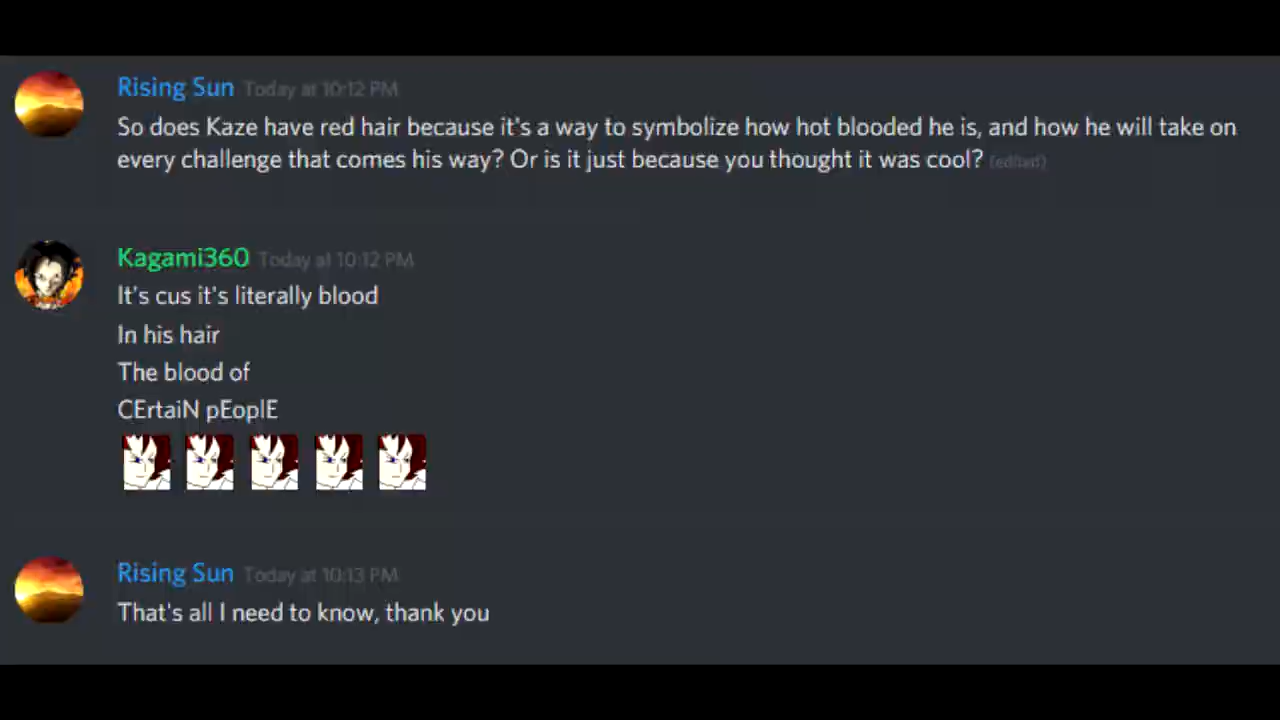 Rising Sun Today at 10:12 PM
So does Kaze have red hair because it's a way to symbolize how hot blooded he is, and how he will take on
every challenge that comes his way? Or is it just because you thought it was cool? (edited)
Kagami360 Today at 10:12 PM
It's cus it's literally blood
In his hair
The blood of
CErtaiN pEoplE
Rising Sun Today at 10:13 PM
That's all I need to know, thank you